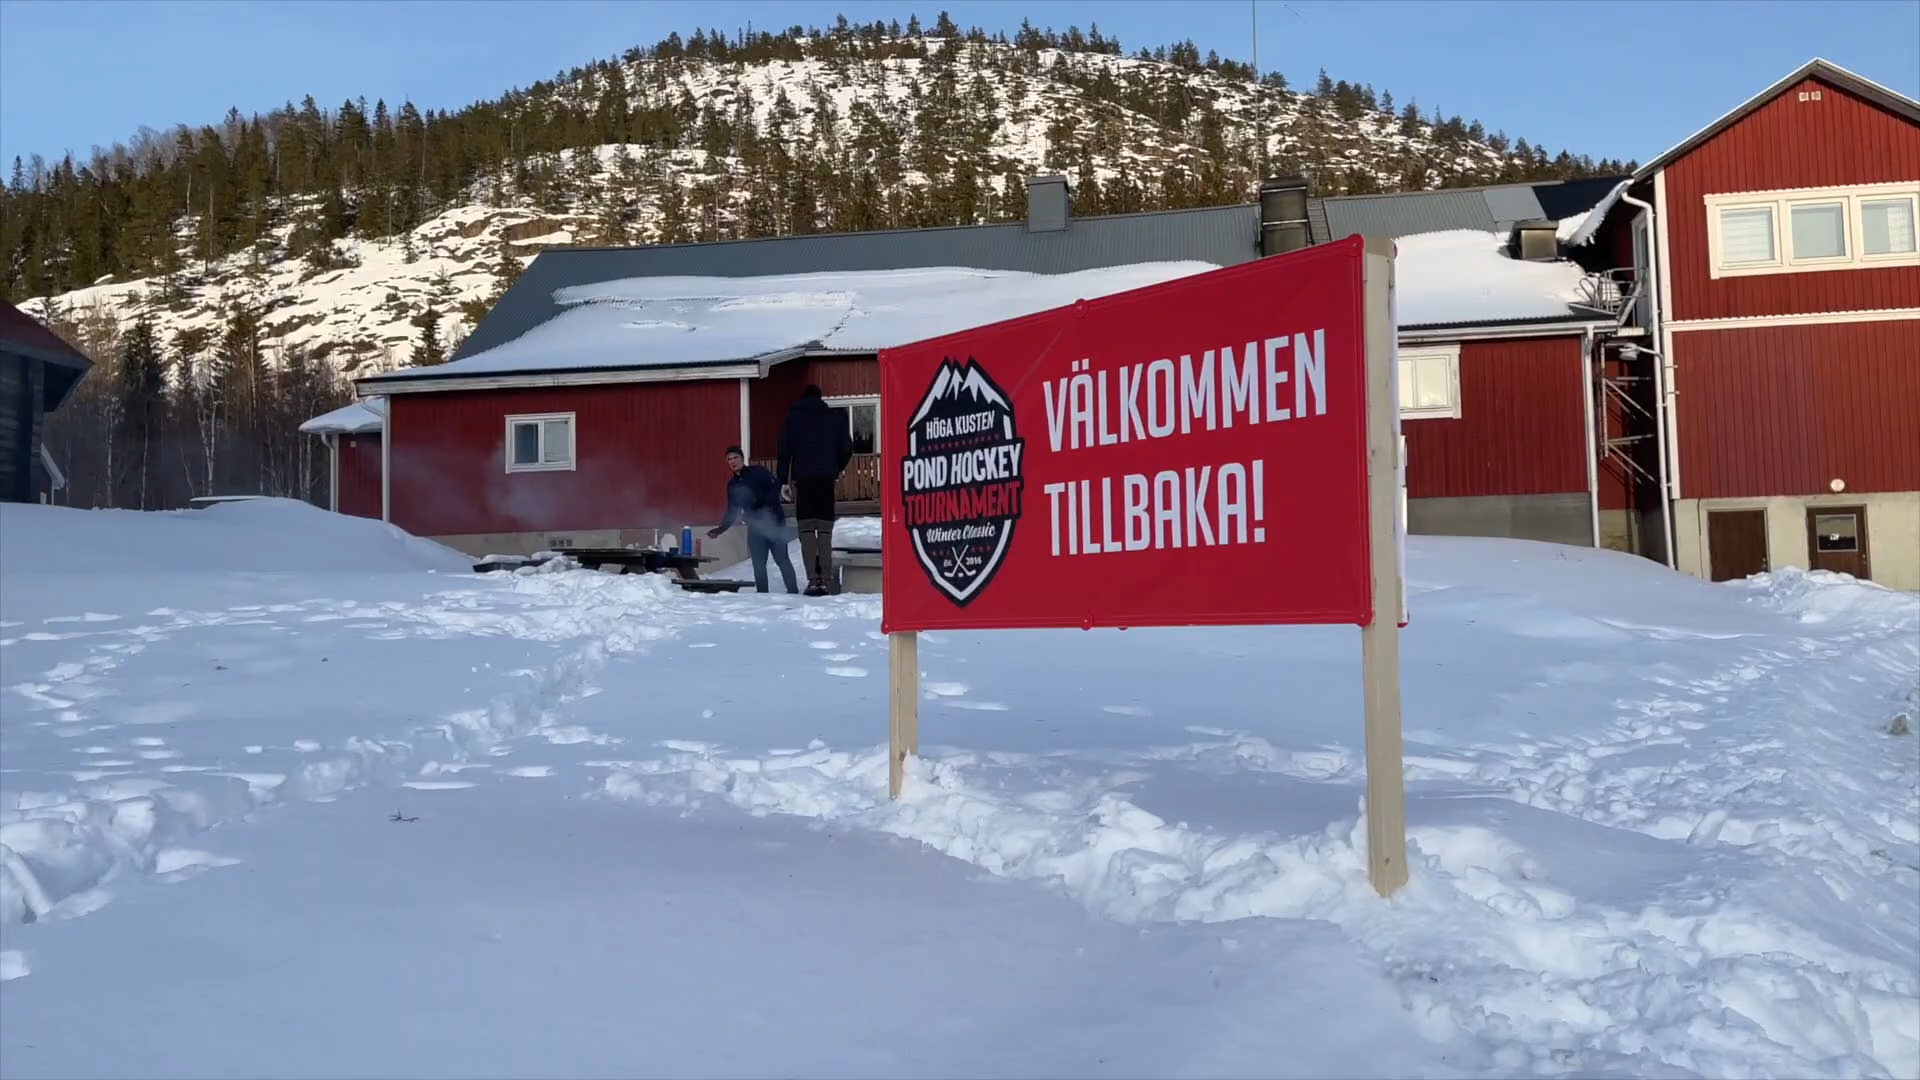 HÖGA KUSTEN
POND HOCKEY
TOURNAMENT
Winter Classic
Est. 2016
VÄLKOMMEN
TILLBAKA!